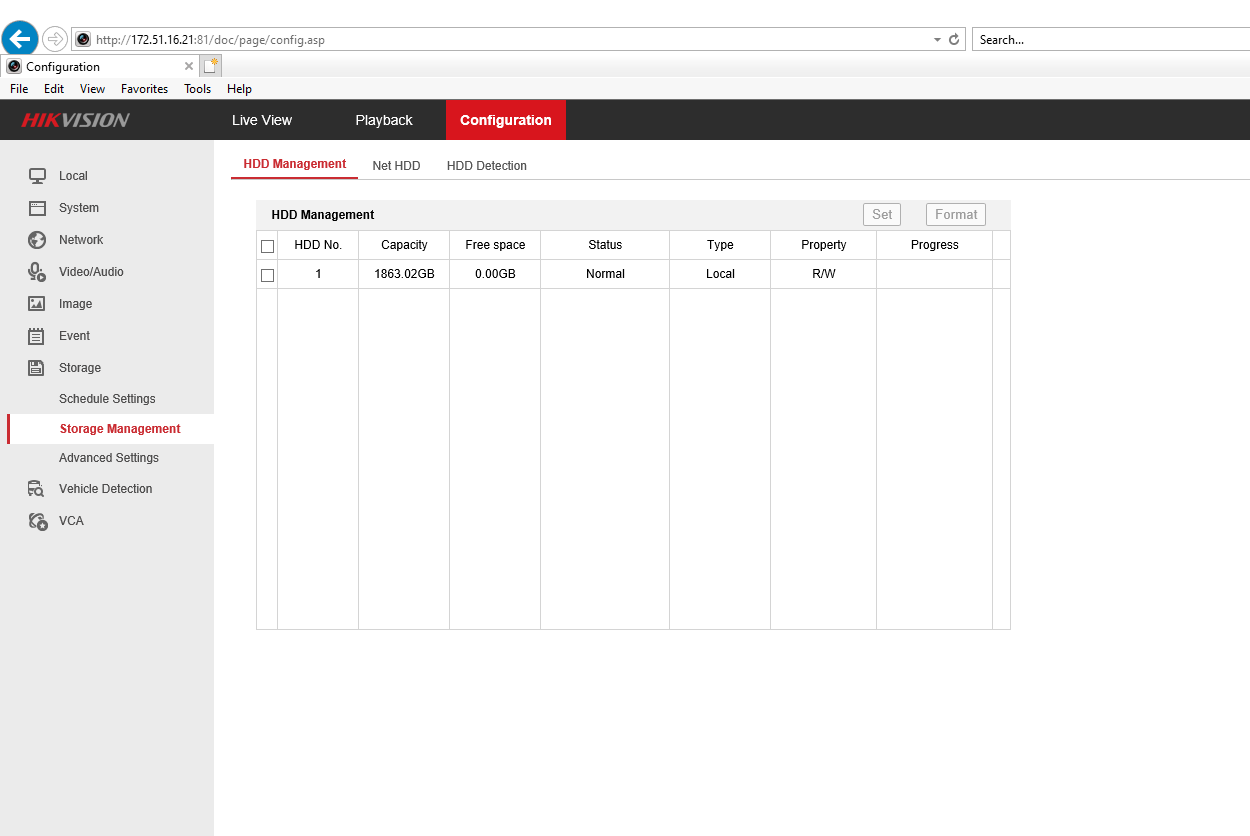 http://172.51.16.21:81/doc/page/config.asp
Search...
Configuration
File Edit View Favorites Tools Help
HIKVISION Live View Playback Configuration
HDD Management Net HDD HDD Detection
Local
System
Network
Video/Audio
Image
Event
Storage
Schedule Settings
Storage Management
Advanced Settings
Vehicle Detection
VCA
HDD Management Set Format
HDD No. Capacity Free space Status Type Property Progress
1 1863.02GB 0.00GB Normal Local R/W